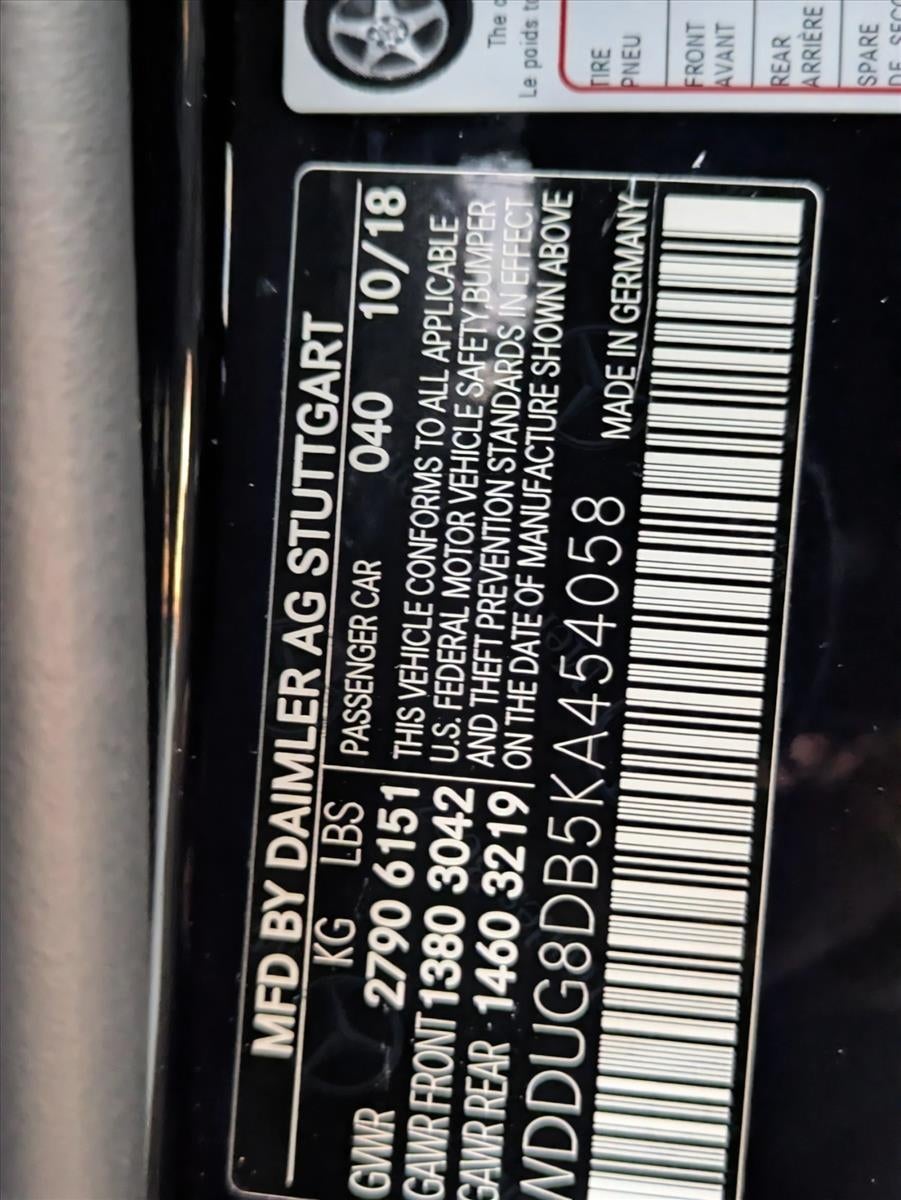 The
Le poids
TIRE
PNEU
FRONT
AVANT
REAR
ARRIÈRE
SPARE
MFD BY DAIMLER AG STUTTGART
KG LBS PASSENGER CAR 040 10/18
GVWR 2790 6151
GAWR FRONT 1380 3042
GAWR REAR 1460 3219
THIS VEHICLE CONFORMS TO ALL APPLICABLE
U.S. FEDERAL MOTOR VEHICLE SAFETY,BUMPER
AND THEFT PREVENTION STANDARDS IN EFFECT
ON THE DATE OF MANUFACTURE SHOWN ABOVE
WDDUG8DB5KA454058 MADE IN GERMANY